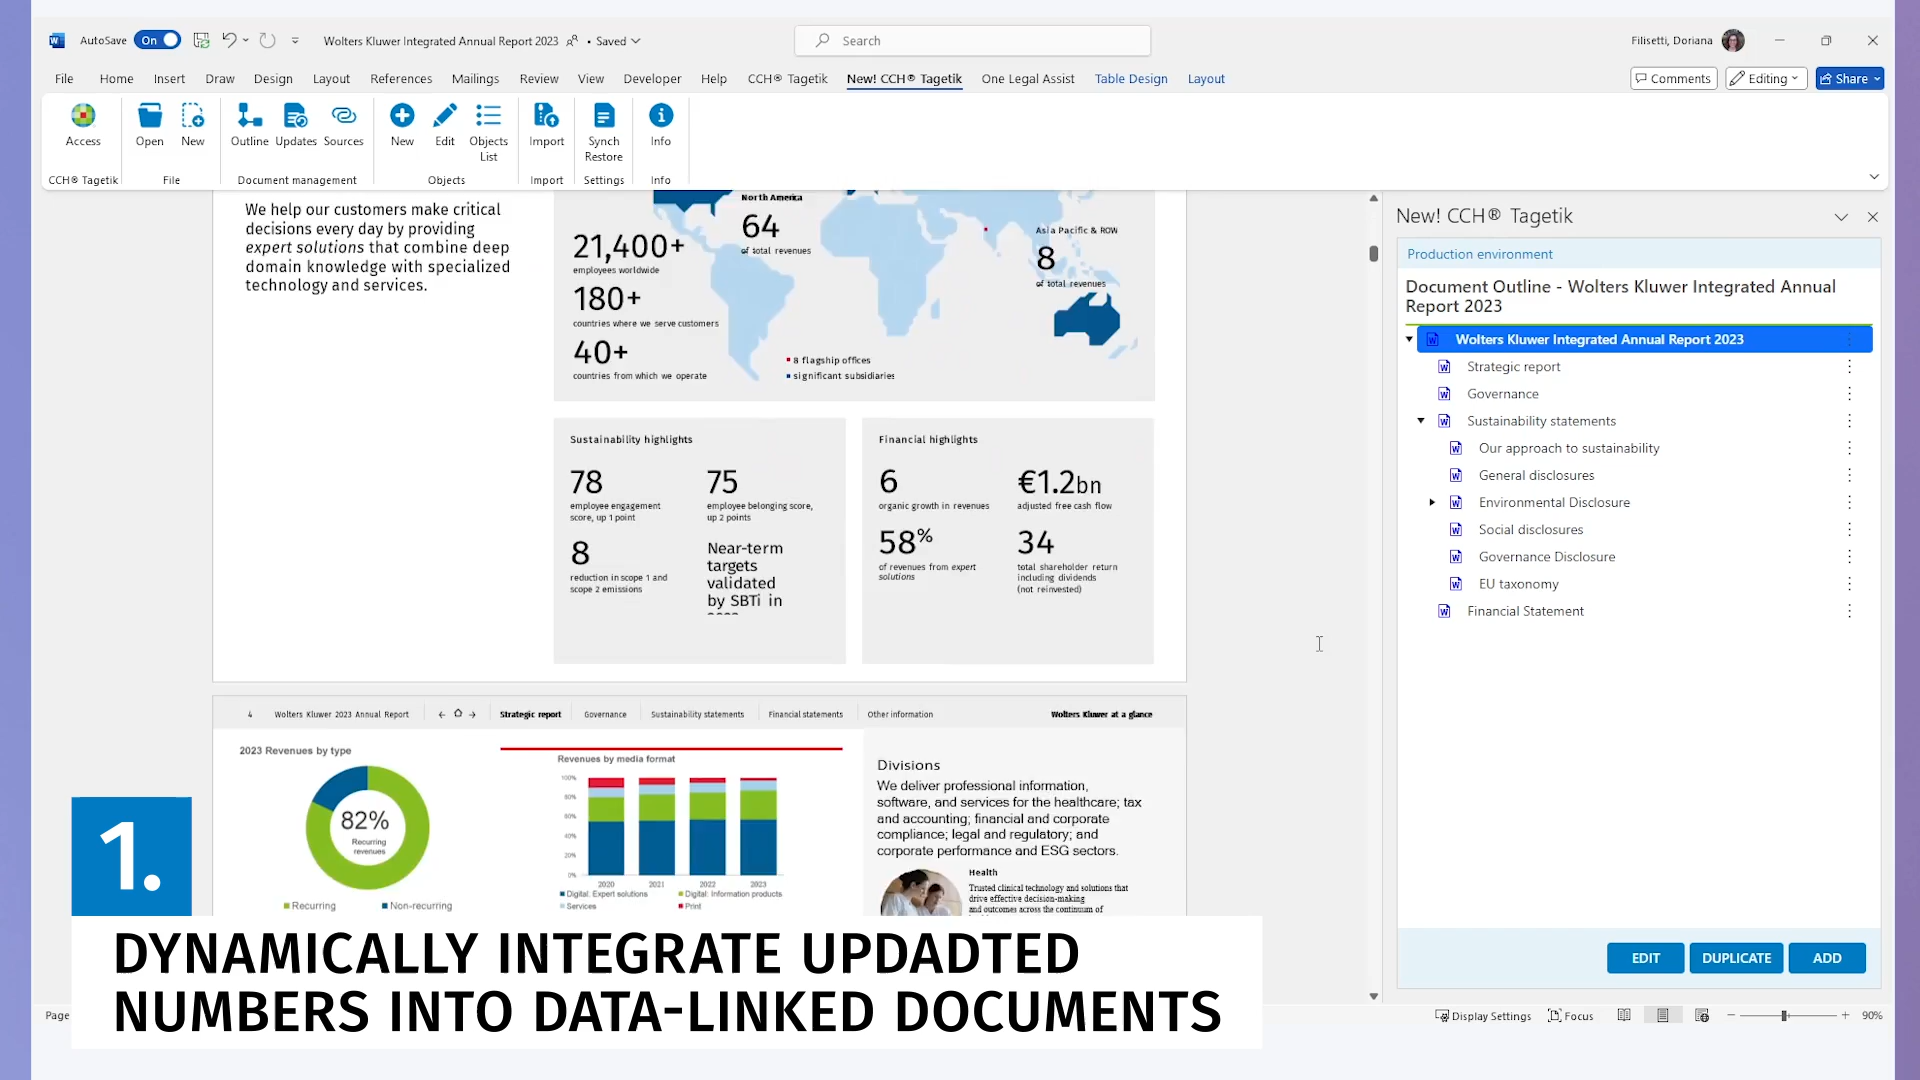 AutoSave On Wolters Kluwer Integrated Annual Report 2023 • Saved Search Filisetti, Doriana
File Home Insert Draw Design Layout References Mailings Review View Developer Help CCH® Tagetik New! CCH® Tagetik One Legal Assist Table Design Layout Comments Editing Share
Access Open New Outline Updates Sources New Edit Objects List Import Synch Restore Info
CCH® Tagetik File Document management Objects Import Settings Info
We help our customers make critical
decisions every day by providing
expert solutions that combine deep
domain knowledge with specialized
technology and services.
North America
64
of total revenues
21,400+
employees worldwide
180+
countries where we serve customers
40+
countries from which we operate
Asia Pacific & ROW
8
of total revenues
8 flagship offices
significant subsidiaries
Sustainability highlights
78
employee engagement
score, up 1 point
75
employee belonging score,
up 2 points
8
reduction in scope 1 and
scope 2 emissions
Near-term
targets
validated
by SBTi in
Financial highlights
6
organic growth in revenues
€1.2bn
adjusted free cash flow
58%
of revenues from expert
solutions
34
total shareholder return
including dividends
(not reinvested)
4 Wolters Kluwer 2023 Annual Report Strategic report Governance Sustainability statements Financial statements Other information Wolters Kluwer at a glance
2023 Revenues by type
82%
Recurring
revenues
Recurring Non-recurring
Revenues by media format
100%
80%
60%
40%
20%
0%
2020 2021 2022 2023
Digital: Expert solutions Digital: Information products
Services Print
Divisions
We deliver professional information,
software, and services for the healthcare; tax
and accounting; financial and corporate
compliance; legal and regulatory; and
corporate performance and ESG sectors.
Health
Trusted clinical technology and solutions that
drive effective decision-making
and outcomes across the continuum of
New! CCH® Tagetik
Production environment
Document Outline - Wolters Kluwer Integrated Annual
Report 2023
Wolters Kluwer Integrated Annual Report 2023
Strategic report
Governance
Sustainability statements
Our approach to sustainability
General disclosures
Environmental Disclosure
Social disclosures
Governance Disclosure
EU taxonomy
Financial Statement
EDIT DUPLICATE ADD
1.
DYNAMICALLY INTEGRATE UPDADTED
NUMBERS INTO DATA-LINKED DOCUMENTS
Page
Display Settings Focus 90%